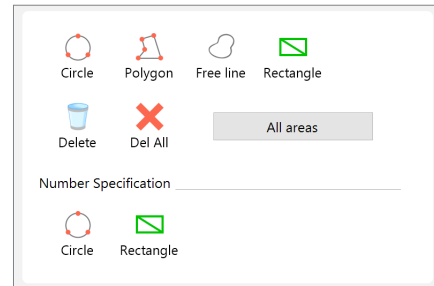 Circle Polygon Free line Rectangle
Delete Del All All areas
Number Specification
Circle Rectangle